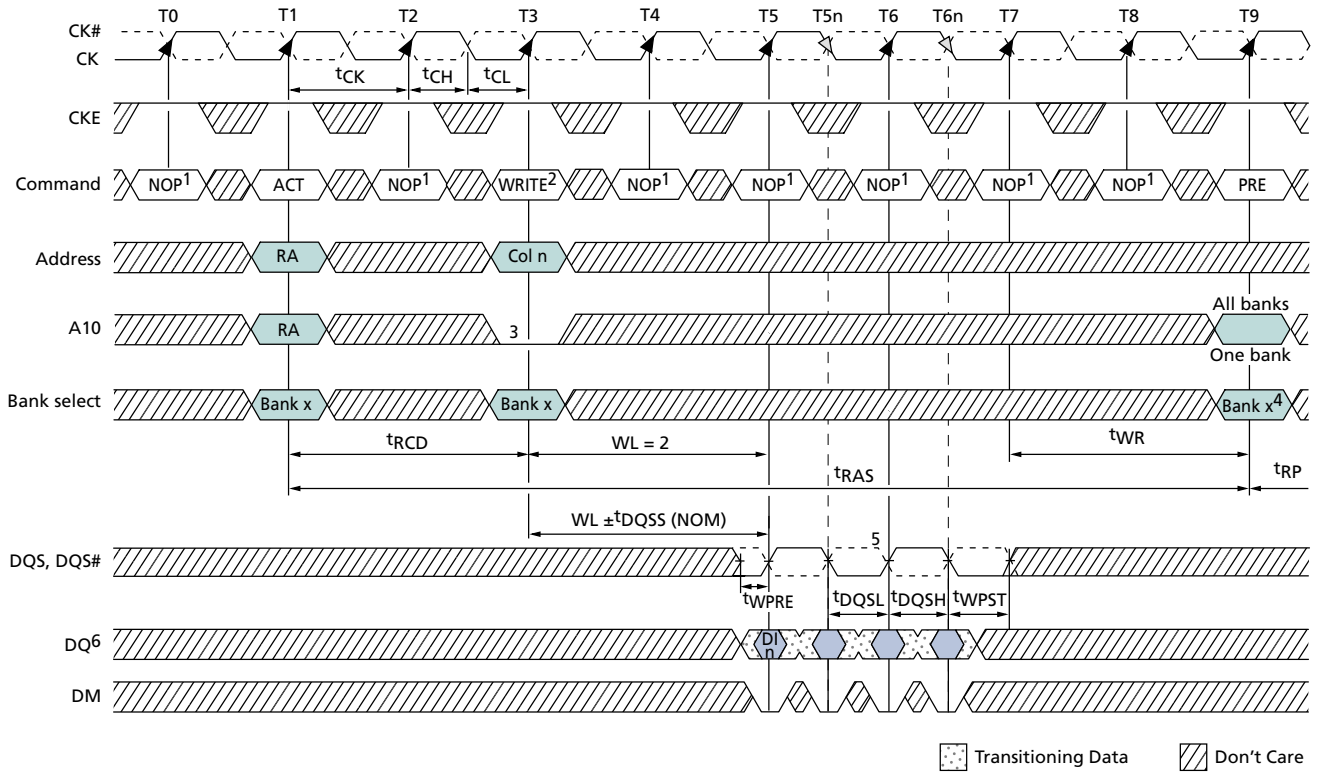 T0 T1 T2 T3 T4 T5 T5n T6 T6n T7 T8 T9
CK#
CK
tCK tCH tCL
CKE
Command NOP1 ACT NOP1 WRITE2 NOP1 NOP1 NOP1 NOP1 NOP1 PRE
Address RA Col n
All banks
A10 RA 3
One bank
Bank select Bank x Bank x Bank x4
tRCD WL = 2 tWR
tRAS tRP
WL ±tDQSS (NOM)
5
DQS, DQS#
tWPRE tDQSL tDQSH tWPST
DQ6 DI
n
DM
Transitioning Data Don't Care